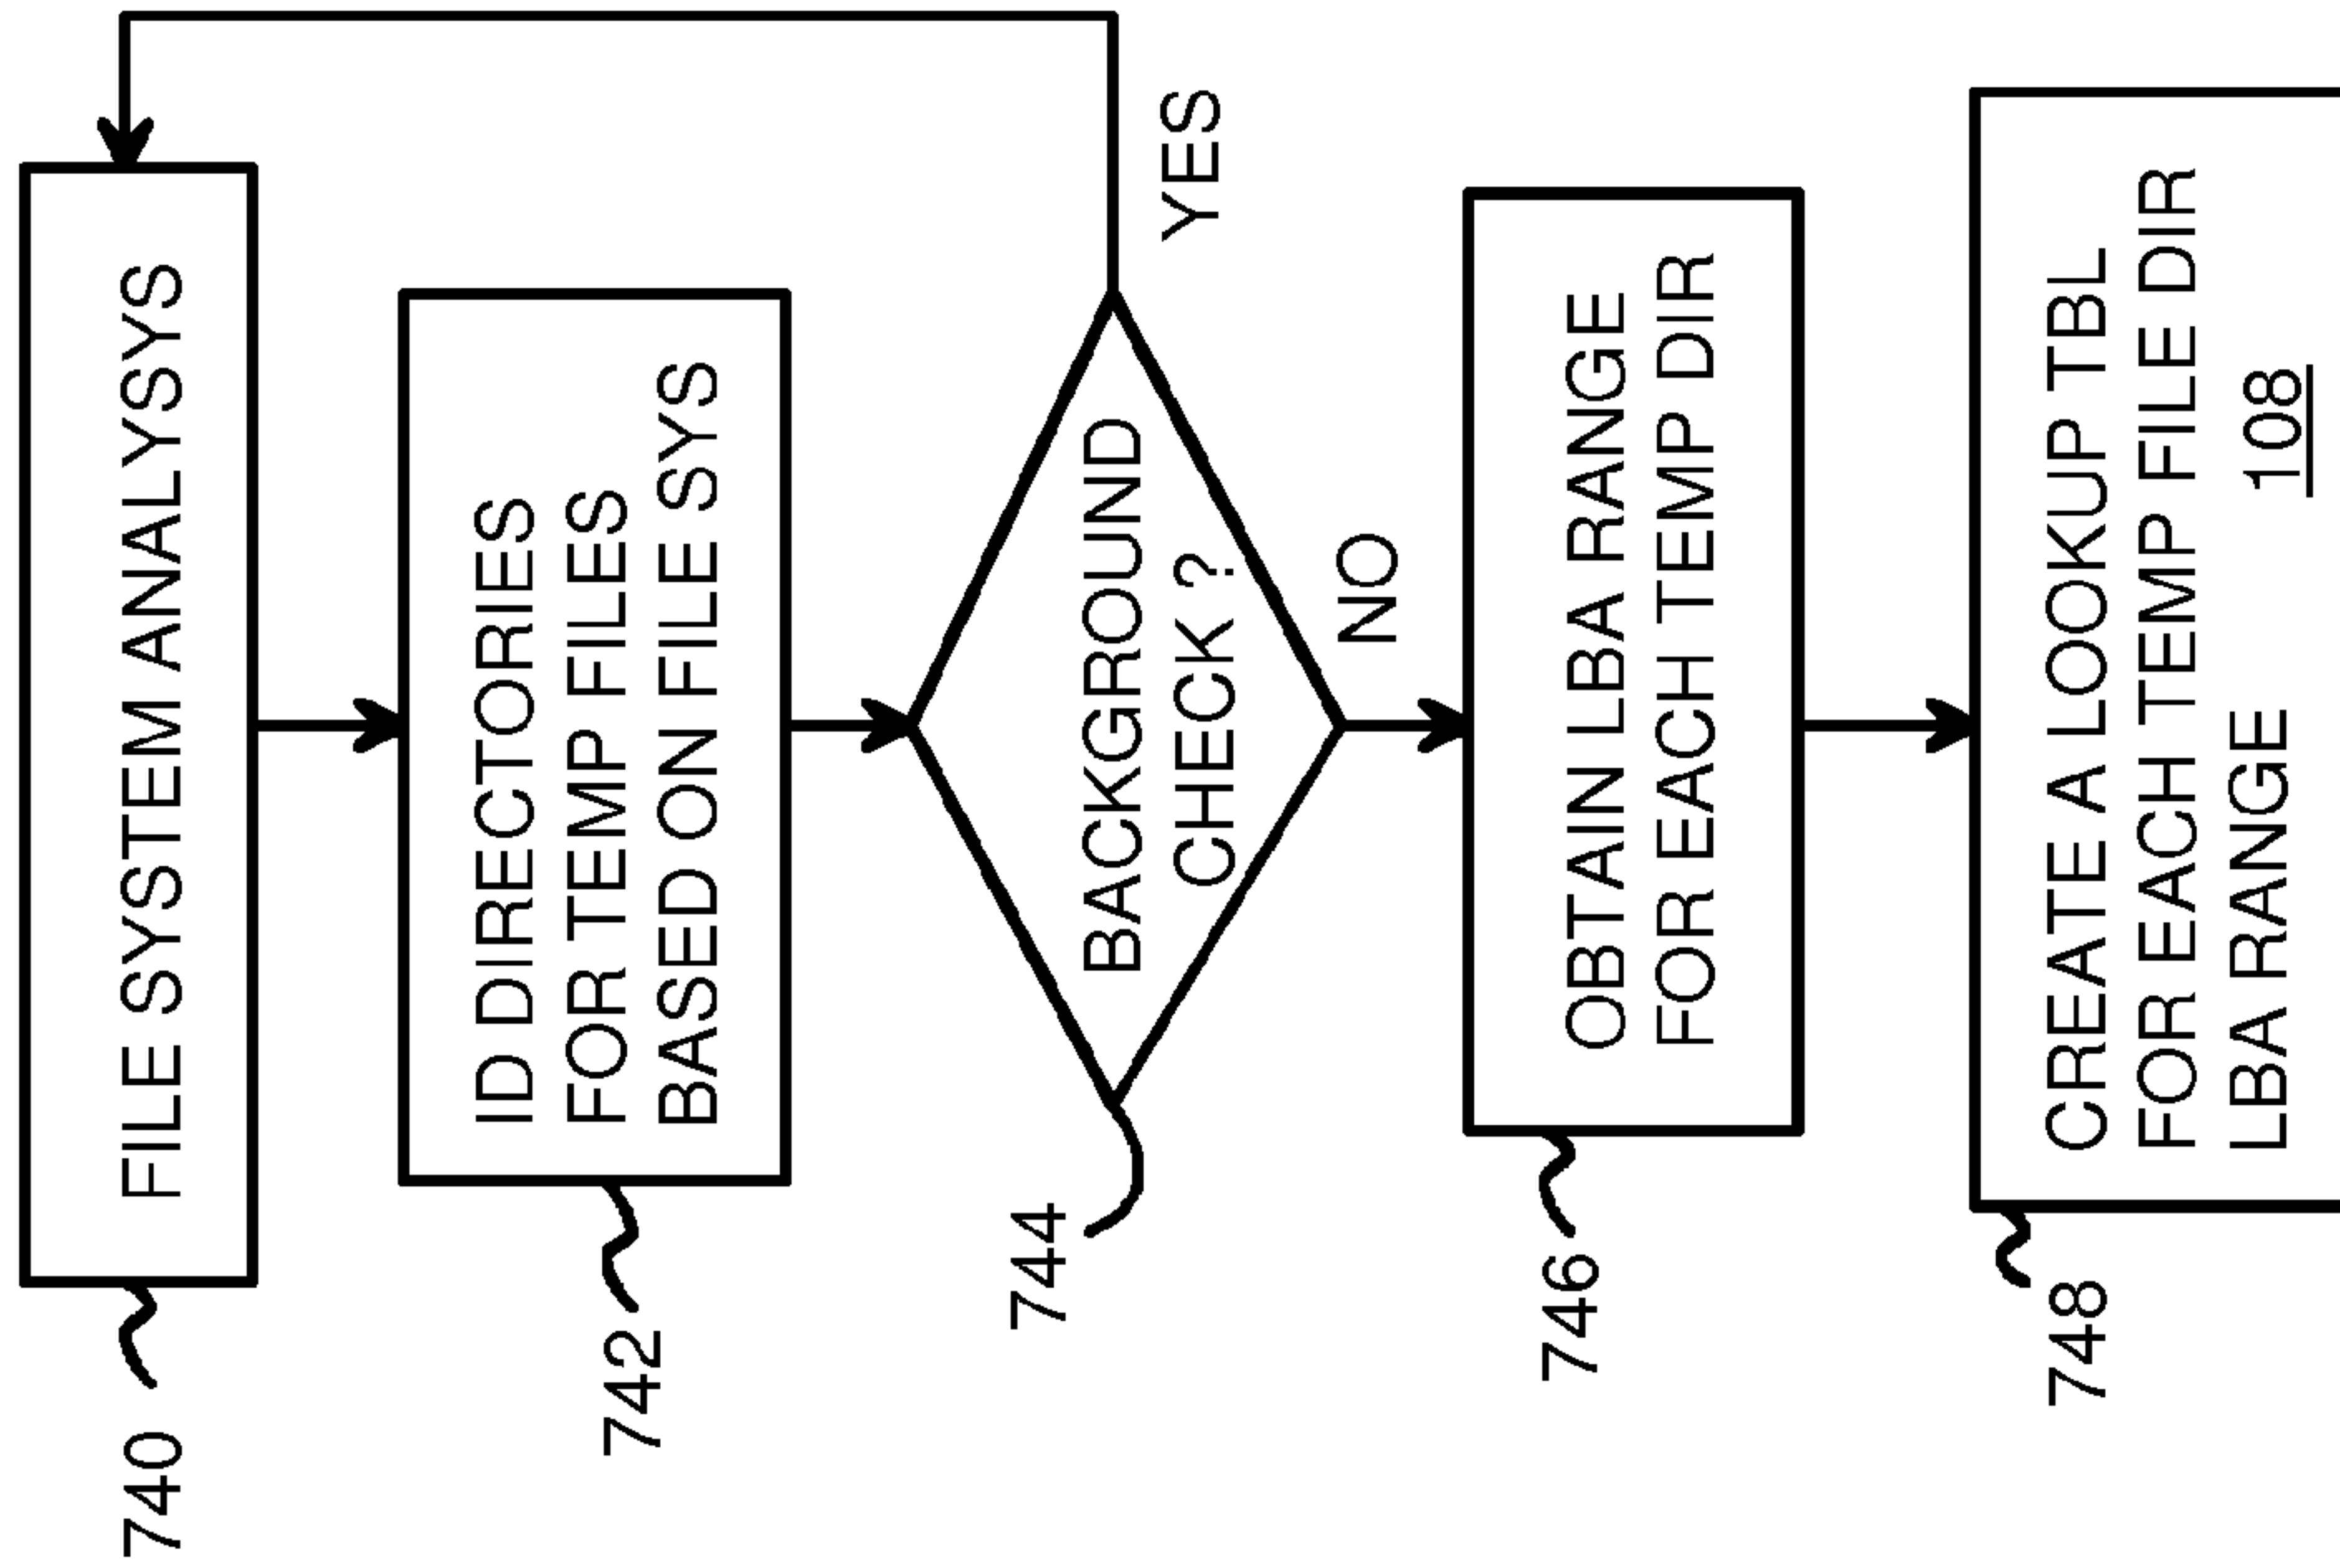 740
FILE SYSTEM ANALYSYS
742
ID DIRECTORIES
FOR TEMP FILES
BASED ON FILE SYS
744
BACKGROUND
CHECK ?
YES
NO
746
OBTAIN LBA RANGE
FOR EACH TEMP DIR
748
CREATE A LOOKUP TBL
FOR EACH TEMP FILE DIR
LBA RANGE
108